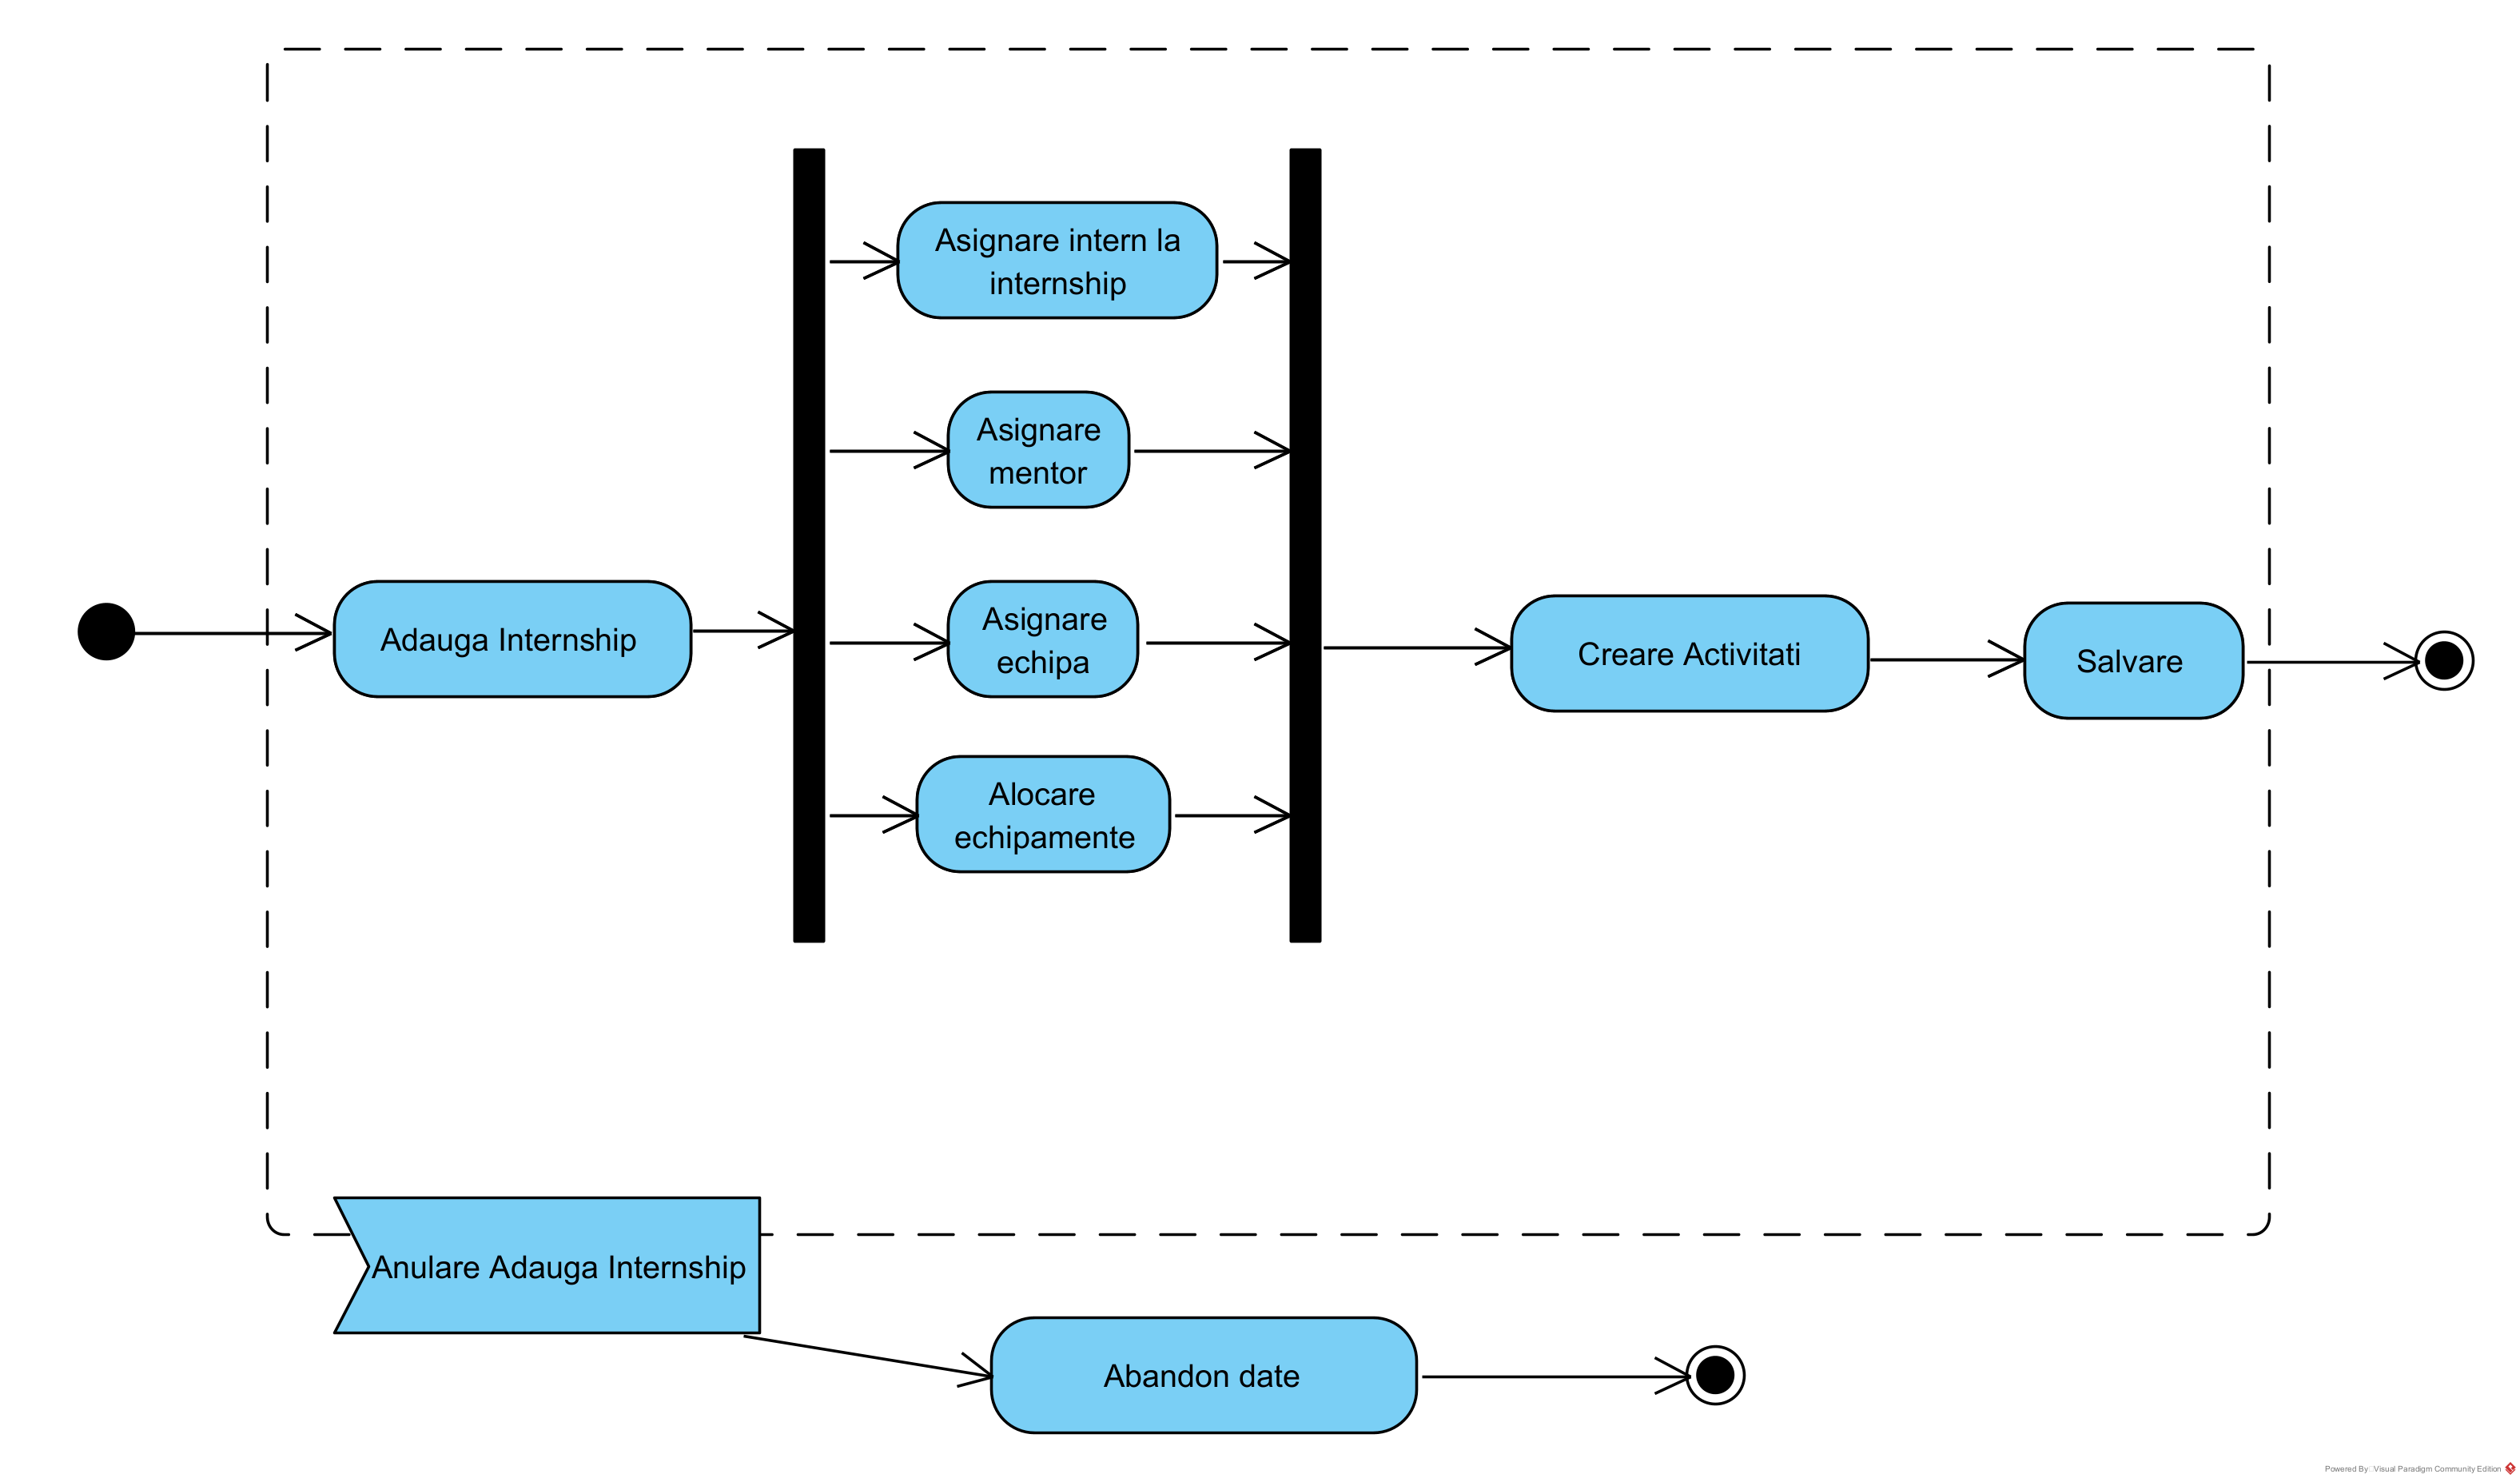 Asignare intern la
internship
Asignare
mentor
Adauga Internship
Asignare
echipa
Creare Activitati
Salvare
Alocare
echipamente
Anulare Adauga Internship
Abandon date
Powered By: Visual Paradigm Community Edition